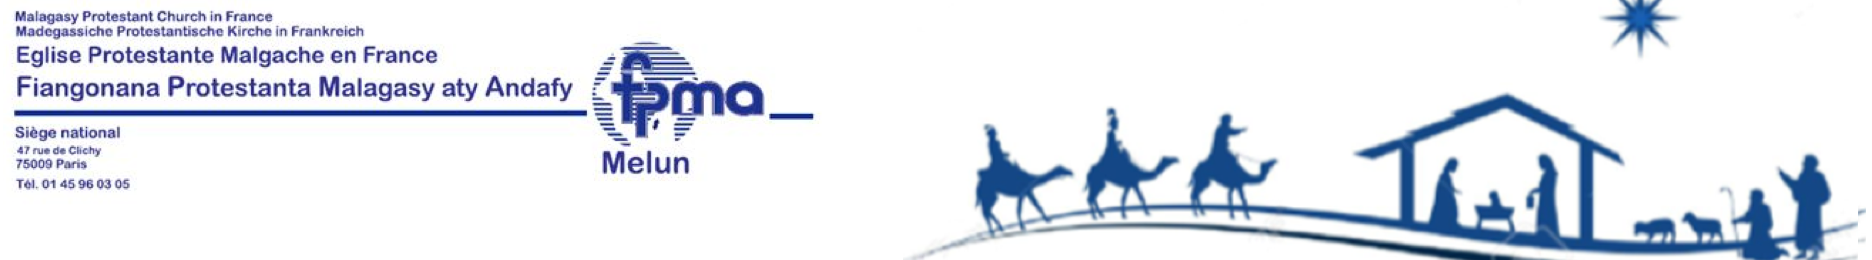 Malagasy Protestant Church in France
Madegassiche Protestantische Kirche in Frankreich
Eglise Protestante Malgache en France
Fiangonana Protestanta Malagasy aty Andafy
fpma
Siège national
47 rue de Clichy
75009 Paris
Tél. 01 45 96 03 05
Melun